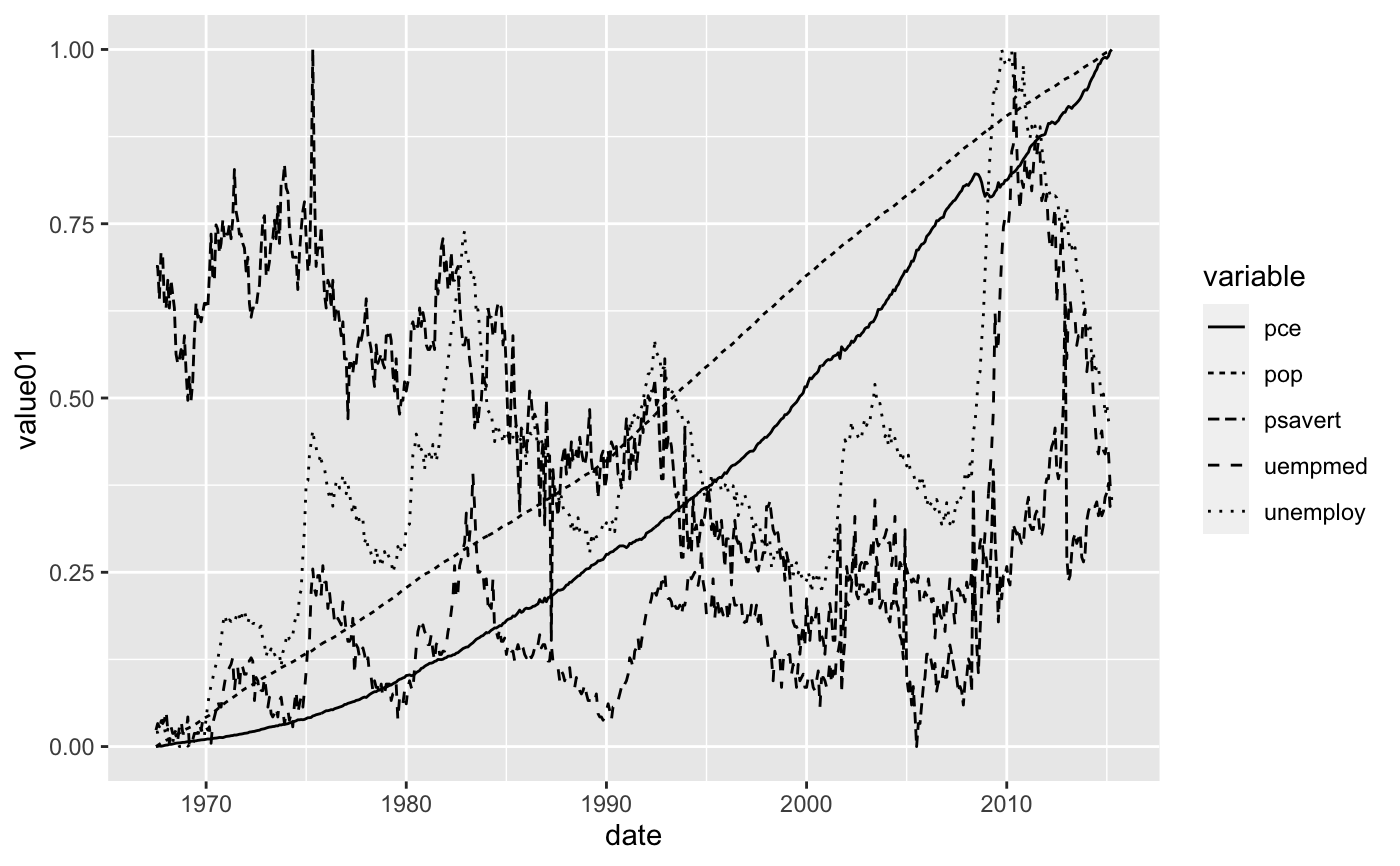 1.00
0.75
0.50
0.25
0.00
value01
1970 1980 1990 2000 2010
date
variable
pce
pop
psavert
uempmed
unemploy